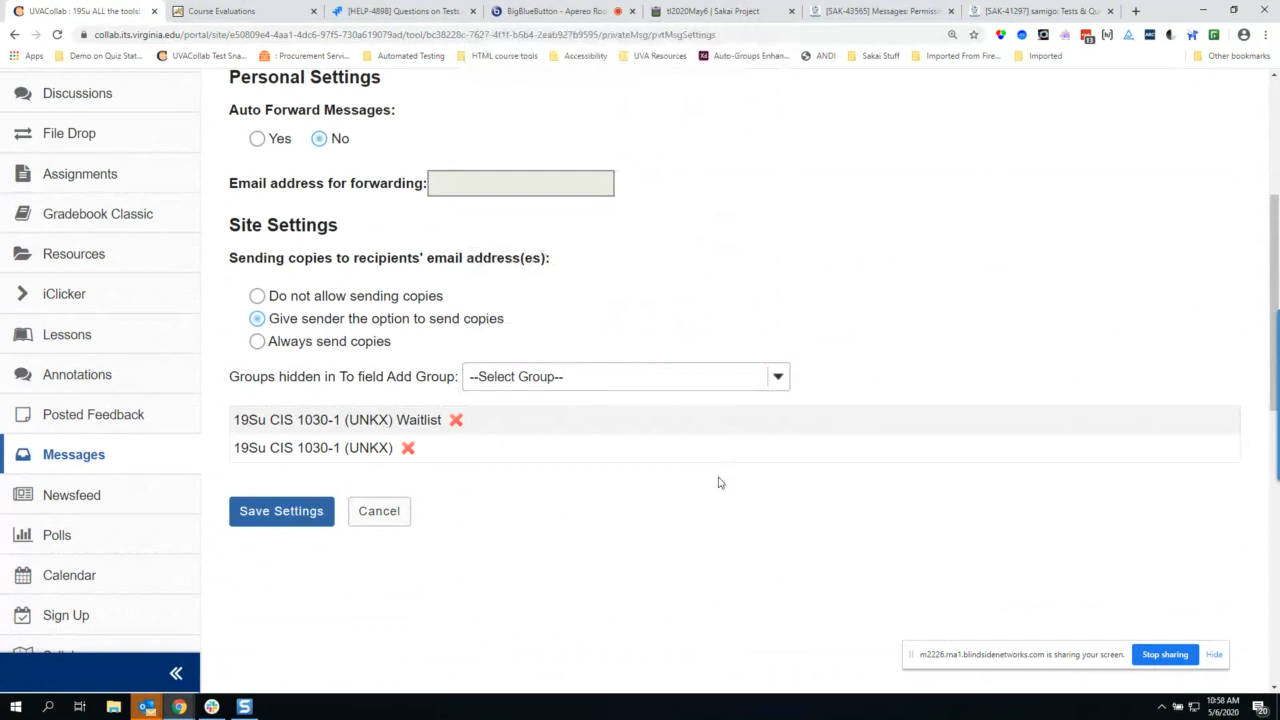 UVACollab : 19SU ALL the tools!
Course Evaluations
[HELP-4898] Questions on Tests
BigBlueButton - Apereo Roo
tl2020May6 | Sakai Project
[SAK-43565] Messages: Permiss
[SAK-41297] samigo: Tests & Qu
collab.its.virginia.edu/portal/site/e50809e4-4aa1-4dc6-97f5-730a619079ad/tool/bc38228c-7627-4f1f-b6b4-2eab927b9595/privateMsg/pvtMsgSettings
Apps
Demo on Quiz Stat...
UVACollab Test Sna...
: Procurement Servi...
Automated Testing
HTML course tools
Accessibility
UVA Resources
Auto-Groups Enhan...
ANDI
Sakai Stuff
Imported From Fire...
Imported
Other bookmarks
Discussions
File Drop
Assignments
Gradebook Classic
Resources
iClicker
Lessons
Annotations
Posted Feedback
Messages
Newsfeed
Polls
Calendar
Sign Up
Personal Settings
Auto Forward Messages:
Yes No
Email address for forwarding:
Site Settings
Sending copies to recipients' email address(es):
Do not allow sending copies
Give sender the option to send copies
Always send copies
Groups hidden in To field Add Group: --Select Group--
19Su CIS 1030-1 (UNKX) Waitlist
19Su CIS 1030-1 (UNKX)
Save Settings Cancel
m2226.ma1.blindsidenetworks.com is sharing your screen. Stop sharing Hide
10:58 AM
5/6/2020
20